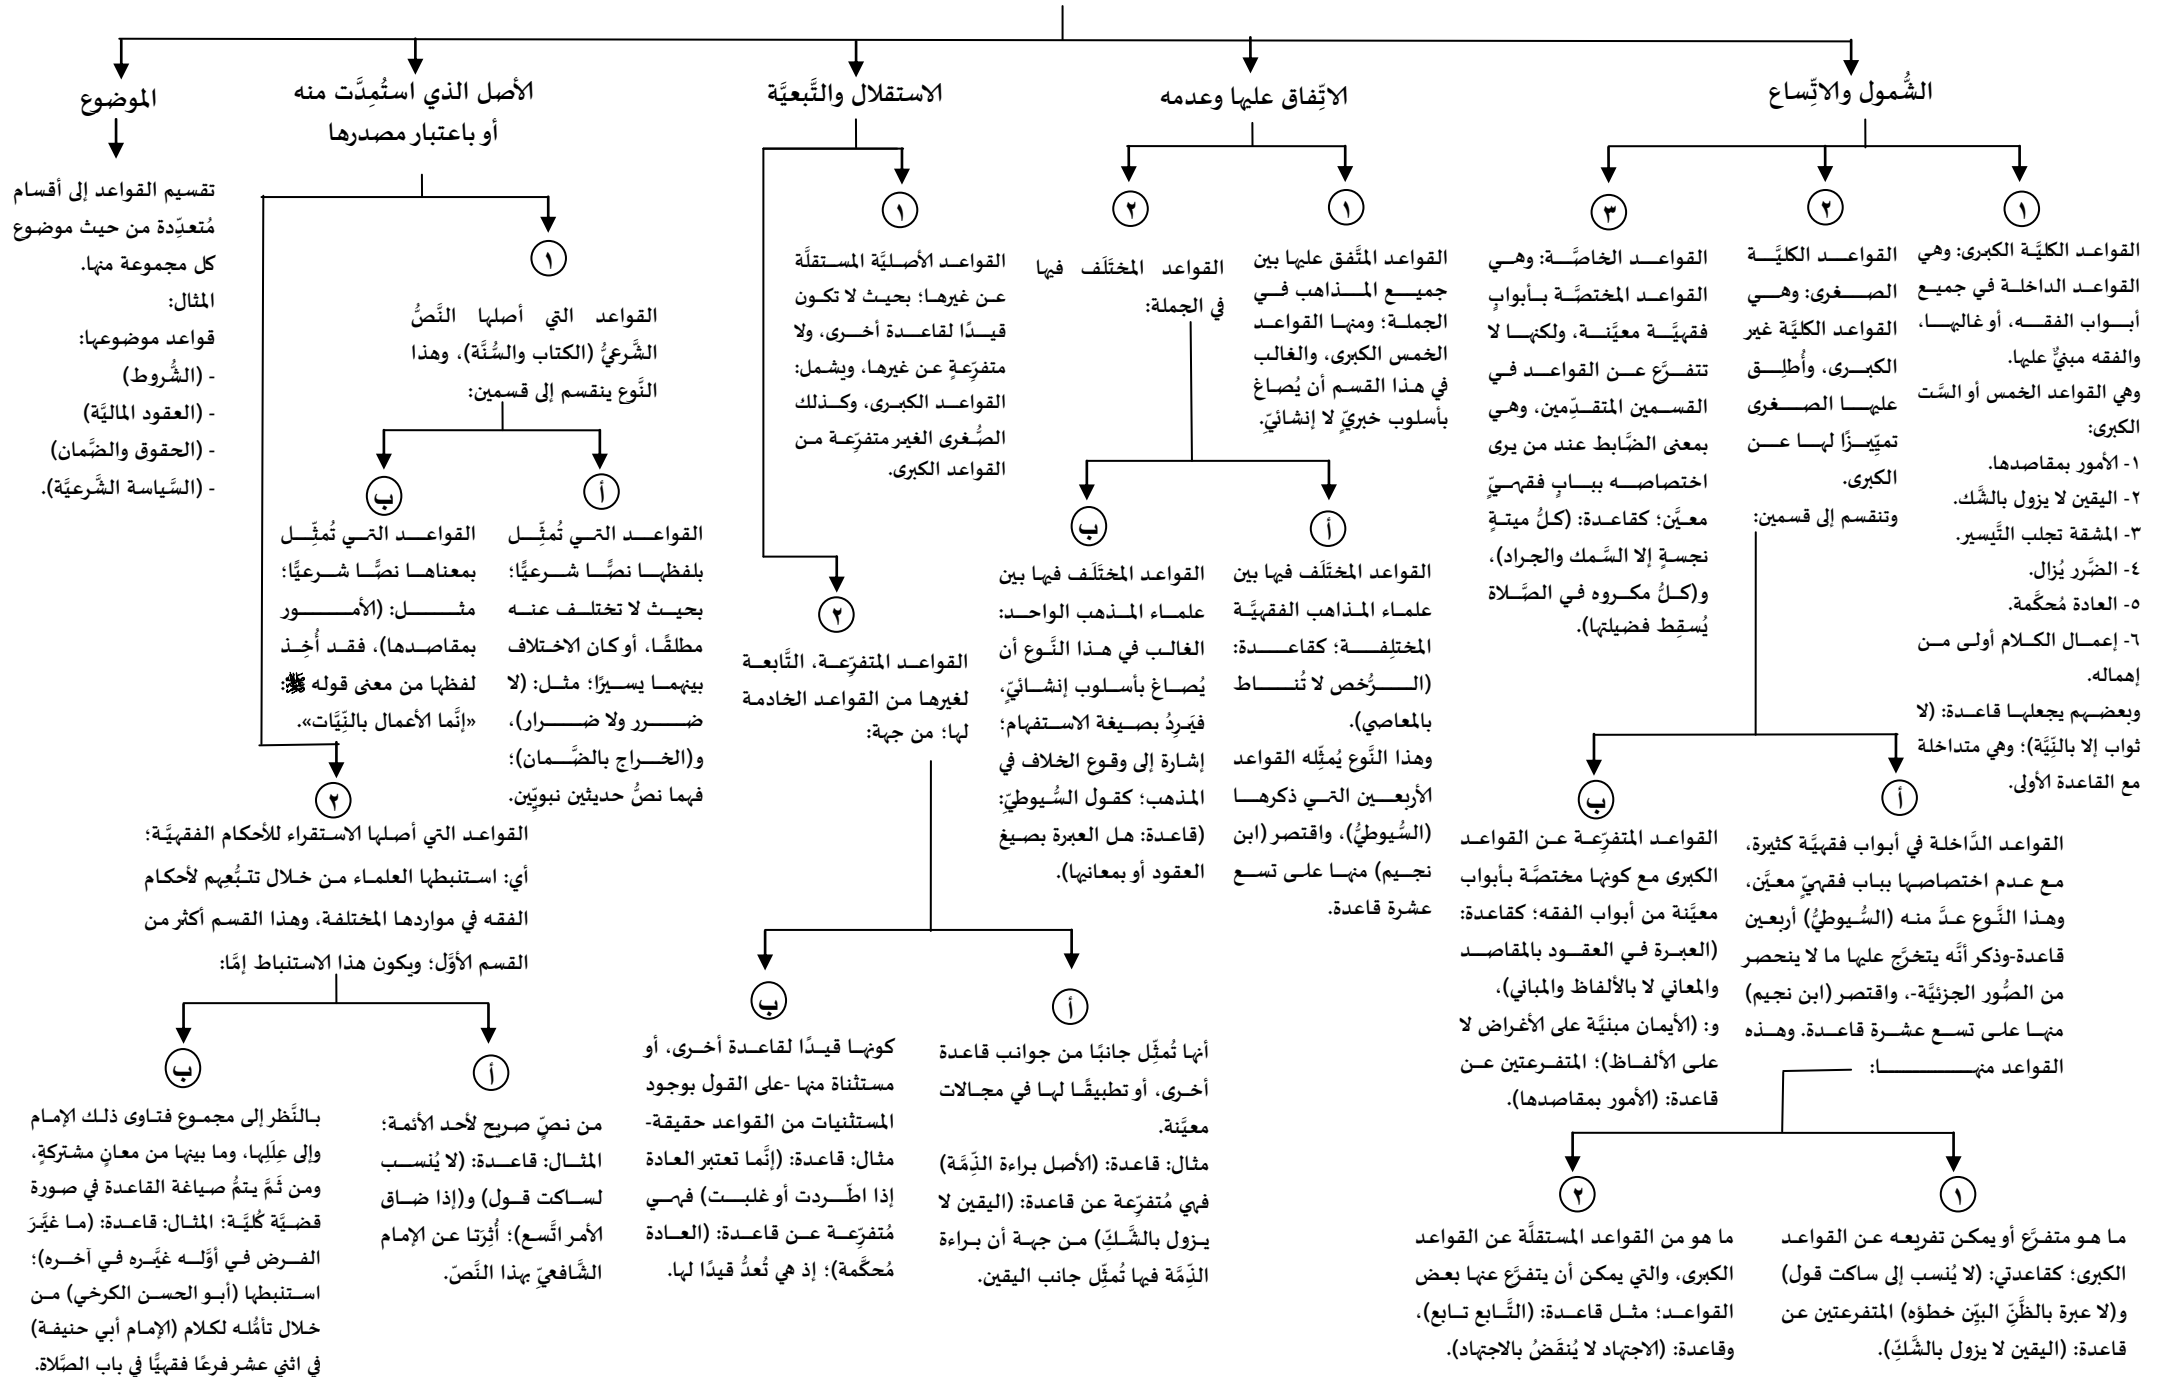 الشُّمول والاتِّساع
١
القواعد الكليَّة الكبرى: وهي
القواعد الداخلة في جميع
أبواب الفقه، أو غالبها،
والفقه مبنيٌّ عليها.
وهي القواعد الخمس أو السَّت
الكبرى:
١- الأمور بمقاصدها.
٢- اليقين لا يزول بالشَّك.
٣- المشقة تجلب التَّيسير.
٤- الضَّرر يُزال.
٥- العادة مُحكَّمة.
٦- إعمال الكلام أولى من
إهماله.
وبعضهم يجعلها قاعدة: (لا
ثواب إلا بالنِّيَّة)؛ وهي متداخلة
مع القاعدة الأولى.
٢
القواعد الكليَّة
الصغرى: وهي
القواعد الكليَّة غير
الكبرى، وأُطلِق
عليها الصغرى
تمييزًا لها عن
الكبرى.
وتنقسم إلى قسمين:
أ
القواعد الدَّاخلة في أبواب فقهيَّة كثيرة،
مع عدم اختصاصها بباب فقهيّ معيَّن،
وهذا النَّوع عدَّ منه (السُّيوطيُّ) أربعين
قاعدة-وذكر أنَّه يتخرَّج عليها ما لا ينحصر
من الصُّور الجزئيَّة-، واقتصر (ابن نجيم)
منها على تسع عشرة قاعدة. وهذه
القواعد منها:
١
ما هو متفرَّع أو يمكن تفريعه عن القواعد
الكبرى؛ كقاعدتي: (لا يُنسب إلى ساكت قول)
و(لا عبرة بالظَّنِّ البيِّن خطؤه) المتفرعتين عن
قاعدة: (اليقين لا يزول بالشَّكِّ).
٢
ما هو من القواعد المستقلَّة عن القواعد
الكبرى، والتي يمكن أن يتفرَّع عنها بعض
القواعد؛ مثل قاعدة: (التَّابع تابع)،
وقاعدة: (الاجتهاد لا يُنقَضُ بالاجتهاد).
ب
القواعد المتفرِّعة عن القواعد
الكبرى مع كونها مختصَّة بأبواب
معيَّنة من أبواب الفقه؛ كقاعدة:
(العبرة في العقود بالمقاصد
والمعاني لا بالألفاظ والمباني)،
و: (الأيمان مبنيَّة على الأغراض لا
على الألفاظ)؛ المتفرعتين عن
قاعدة: (الأمور بمقاصدها).
٣
القواعد الخاصَّة: وهي
القواعد المختصَّة بأبوابٍ
فقهيَّة معيَّنة، ولكنها لا
تتفرَّع عن القواعد في
القسمين المتقدِّمين، وهي
بمعنى الضَّابط عند من يرى
اختصاصه ببابٍ فقهيٍّ
معيَّن؛ كقاعدة: (كلُّ ميتةٍ
نجسةٍ إلا السَّمك والجراد)،
و(كلُّ مكروه في الصَّلاة
يُسقِط فضيلتها).
الاتِّفاق عليها وعدمه
١
القواعد المتَّفق عليها بين
جميع المذاهب في
الجملة؛ ومنها القواعد
الخمس الكبرى، والغالب
في هذا القسم أن يُصاغ
بأسلوب خبريّ لا إنشائيّ.
٢
القواعد المختَلَف فيها
في الجملة:
أ
القواعد المختَلَف فيها بين
علماء المذاهب الفقهيَّة
المختلِفة؛ كقاعدة:
(الرُّخص لا تُناط
بالمعاصي).
وهذا النَّوع يُمثِّله القواعد
الأربعين التي ذكرها
(السُّيوطيُّ)، واقتصر (ابن
نجيم) منها على تسع
عشرة قاعدة.
ب
القواعد المختَلَف فيها بين
علماء المذهب الواحد:
الغالب في هذا النَّوع أن
يُصاغ بأسلوب إنشائيّ،
فيَرِدُ بصيغة الاستفهام؛
إشارة إلى وقوع الخلاف في
المذهب؛ كقول السُّيوطيّ:
(قاعدة: هل العبرة بصيغ
العقود أو بمعانيها).
الاستقلال والتَّبعيَّة
١
القواعد الأصليَّة المستقلَّة
عن غيرها؛ بحيث لا تكون
قيدًا لقاعدة أخرى، ولا
متفرِّعةٍ عن غيرها، ويشمل:
القواعد الكبرى، وكذلك
الصُّغرى الغير متفرِّعة من
القواعد الكبرى.
٢
القواعد المتفرِّعة، التَّابعة
لغيرها من القواعد الخادمة
لها؛ من جهة:
أ
أنها تُمثِّل جانبًا من جوانب قاعدة
أخرى، أو تطبيقًا لها في مجالات
معيَّنة.
مثال: قاعدة: (الأصل براءة الذِّمَّة)
فهي مُتفرِّعة عن قاعدة: (اليقين لا
يزول بالشَّكِّ) من جهة أن براءة
الذِّمَّة فيها تُمثِّل جانب اليقين.
ب
كونها قيدًا لقاعدة أخرى، أو
مستثناة منها -على القول بوجود
المستثنيات من القواعد حقيقة-
مثال: قاعدة: (إنَّما تعتبر العادة
إذا اطَّردت أو غلبت) فهي
مُتفرِّعة عن قاعدة: (العادة
مُحكَّمة)؛ إذ هي تُعدُّ قيدًا لها.
الأصل الذي استُمِدَّت منه
أو باعتبار مصدرها
١
القواعد التي أصلها النَّصُّ
الشَّرعيُّ (الكتاب والسُّنَّة)، وهذا
النَّوع ينقسم إلى قسمين:
أ
القواعد التي تُمثِّل
بلفظها نصًّا شرعيًّا؛
بحيث لا تختلف عنه
مطلقًا، أو كان الاختلاف
بينهما يسيرًا؛ مثل: (لا
ضرر ولا ضرار)،
و(الخراج بالضَّمان)؛
فهما نصُّ حديثين نبويِّين.
ب
القواعد التي تُمثِّل
بمعناها نصًّا شرعيًّا؛
مثل: (الأمور
بمقاصدها)، فقد أُخِذ
لفظها من معنى قوله ﷺ:
«إنَّما الأعمال بالنِّيَّات».
٢
القواعد التي أصلها الاستقراء للأحكام الفقهيَّة؛
أي: استنبطها العلماء من خلال تتبُّعِهم لأحكام
الفقه في مواردها المختلفة، وهذا القسم أكثر من
القسم الأوَّل؛ ويكون هذا الاستنباط إمَّا:
أ
من نصّ صريح لأحد الأئمة؛
المثال: قاعدة: (لا يُنسب
لساكت قول) و(إذا ضاق
الأمر اتَّسع)؛ أُثِرَتا عن الإمام
الشَّافعيّ بهذا النَّصّ.
ب
بالنَّظر إلى مجموع فتاوى ذلك الإمام
وإلى عِلَلِها، وما بينها من معانٍ مشتركةٍ،
ومن ثَمَّ يتمُّ صياغة القاعدة في صورة
قضيَّة كُليَّة؛ المثال: قاعدة: (ما غيَّرَ
الفرض في أوَّله غيَّره في آخره)؛
استنبطها (أبو الحسن الكرخي) من
خلال تأمُّله لكلام (الإمام أبي حنيفة)
في اثني عشر فرعًا فقهيًّا في باب الصَّلاة.
الموضوع
تقسيم القواعد إلى أقسام
مُتعدِّدة من حيث موضوع
كل مجموعة منها.
المثال:
قواعد موضوعها:
- (الشُّروط)
- (العقود الماليَّة)
- (الحقوق والضَّمان)
- (السَّياسة الشَّرعيَّة).